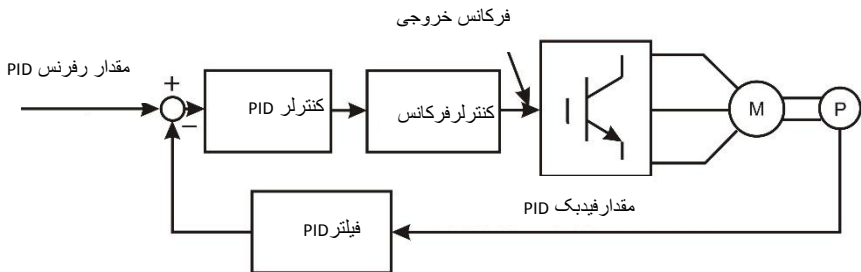 فرکانس خروجی
مقدار رفرنس PID
+
−
کنترلر PID
کنترلرفرکانس
M
P
مقدارفیدبک PID
فیلترPID